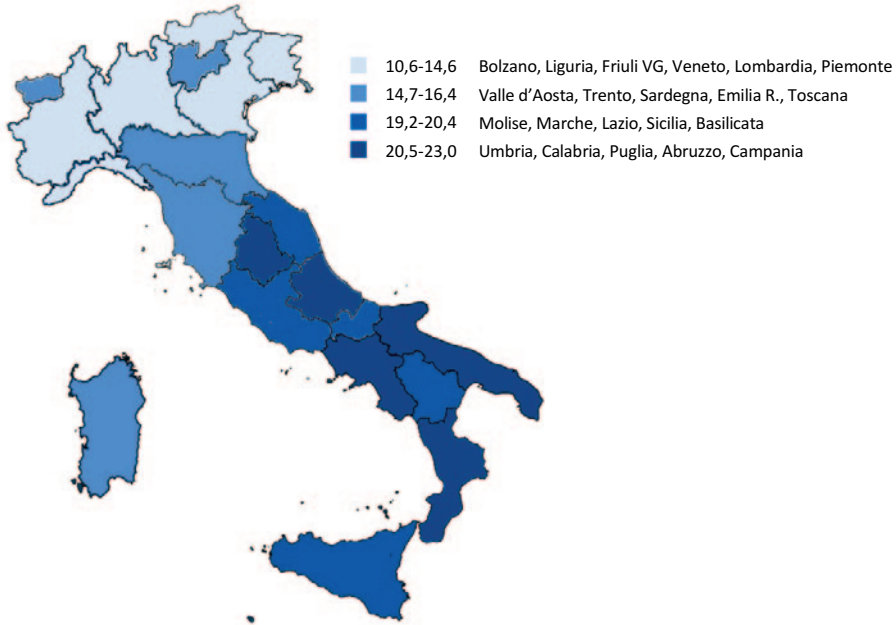 10,6-14,6 Bolzano, Liguria, Friuli VG, Veneto, Lombardia, Piemonte
14,7-16,4 Valle d’Aosta, Trento, Sardegna, Emilia R., Toscana
19,2-20,4 Molise, Marche, Lazio, Sicilia, Basilicata
20,5-23,0 Umbria, Calabria, Puglia, Abruzzo, Campania